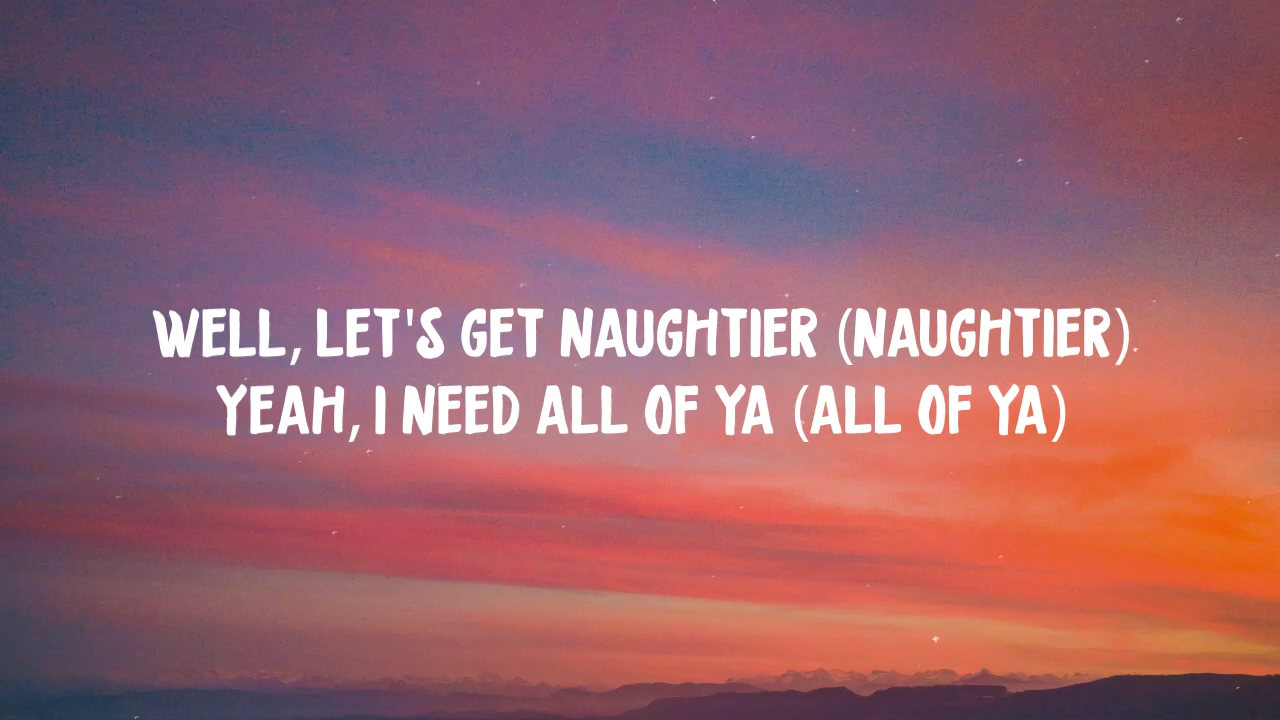 WELL, LET'S GET NAUGHTIER (NAUGHTIER)
YEAH, I NEED ALL OF YA (ALL OF YA)